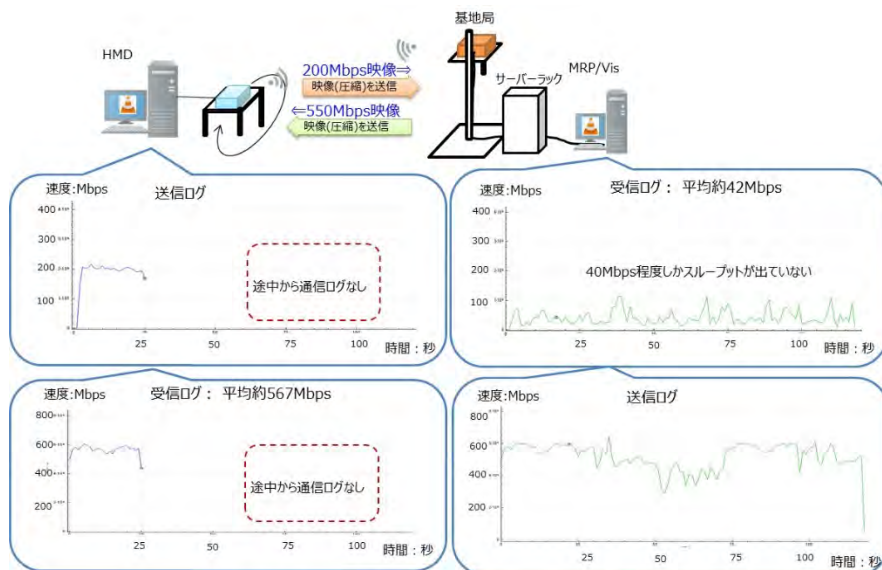 基地局
HMD
200Mbps映像⇒
映像(圧縮)を送信
⇐550Mbps映像
映像(圧縮)を送信
サーバーラック
MRP/Vis
速度:Mbps
送信ログ
400
300
200
100
途中から通信ログなし
25
50
75
100
時間：秒
速度:Mbps
受信ログ： 平均約42Mbps
400
300
200
100
40Mbps程度しかスループットが出ていない
25
50
75
100
時間：秒
速度:Mbps
受信ログ： 平均約567Mbps
800
600
400
200
途中から通信ログなし
25
50
75
100
時間：秒
速度:Mbps
送信ログ
800
600
400
200
25
50
75
100
時間：秒